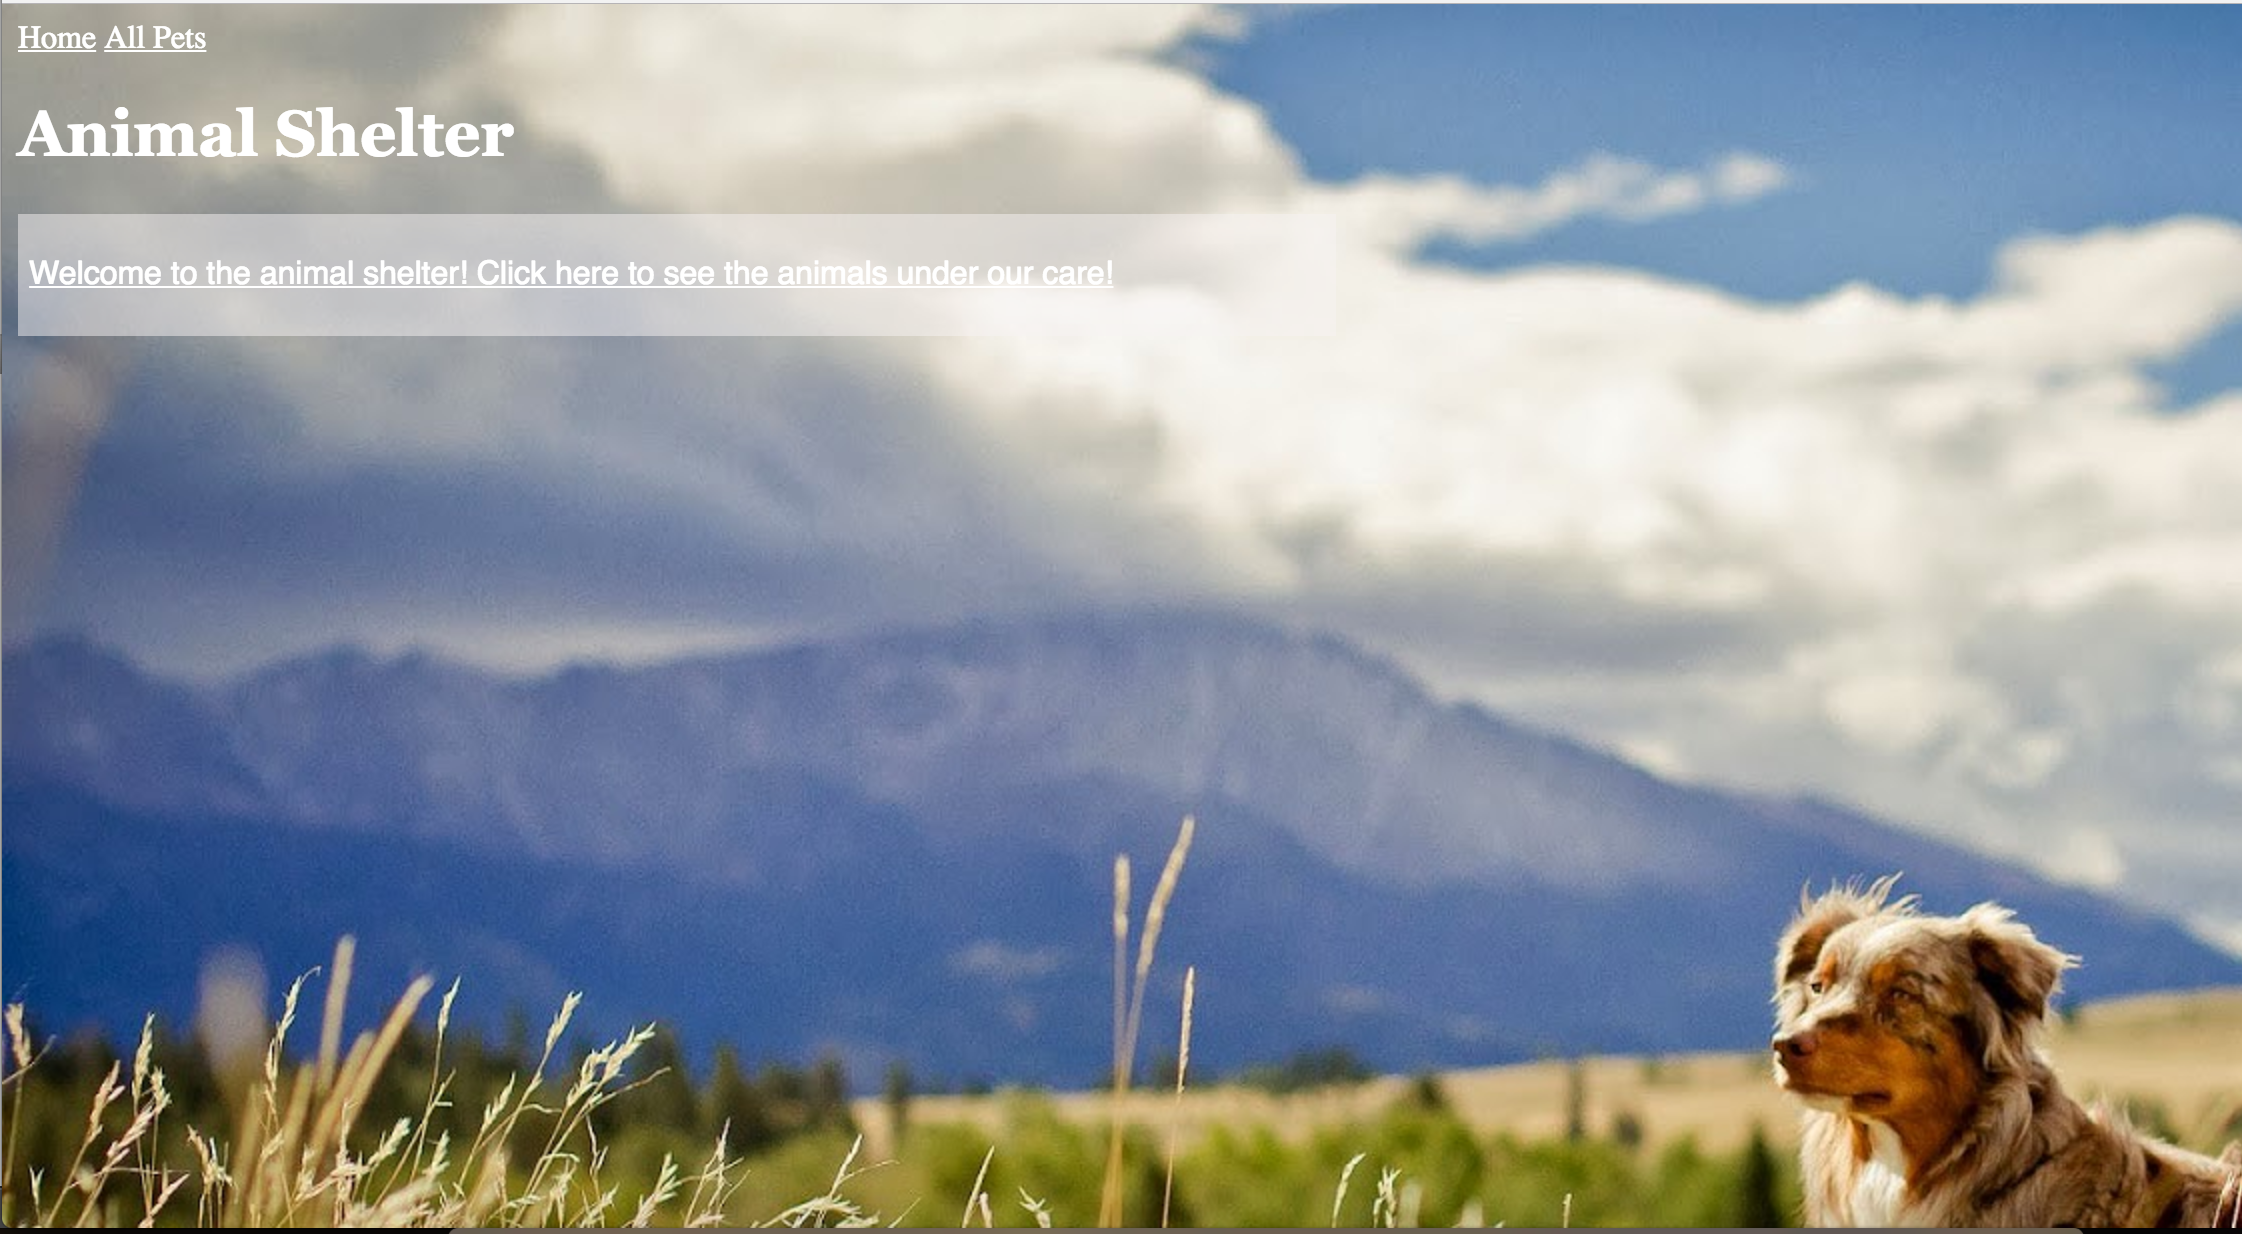 Home All Pets
Animal Shelter
Welcome to the animal shelter! Click here to see the animals under our care!